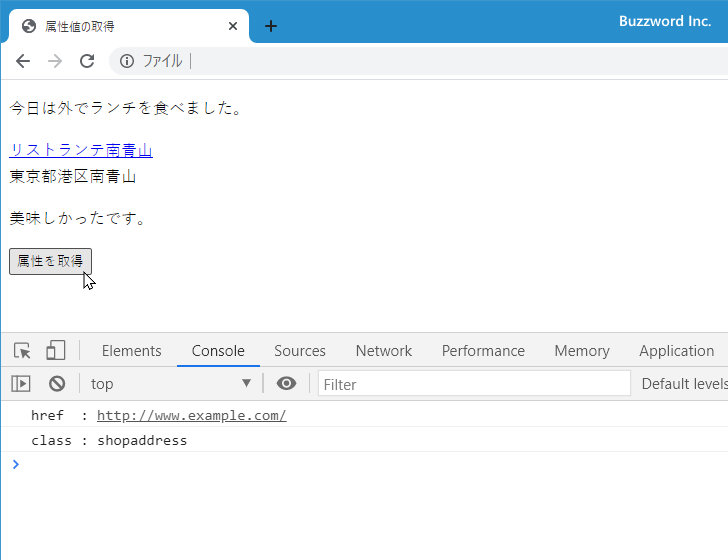 属性値の取得
Buzzword Inc.
ファイル
今日は外でランチを食べました。
リストランテ南青山
東京都港区南青山
美味しかったです。
属性を取得
Elements Console Sources Network Performance Memory Application
top Filter Default levels
href : http://www.example.com/
class : shopaddress